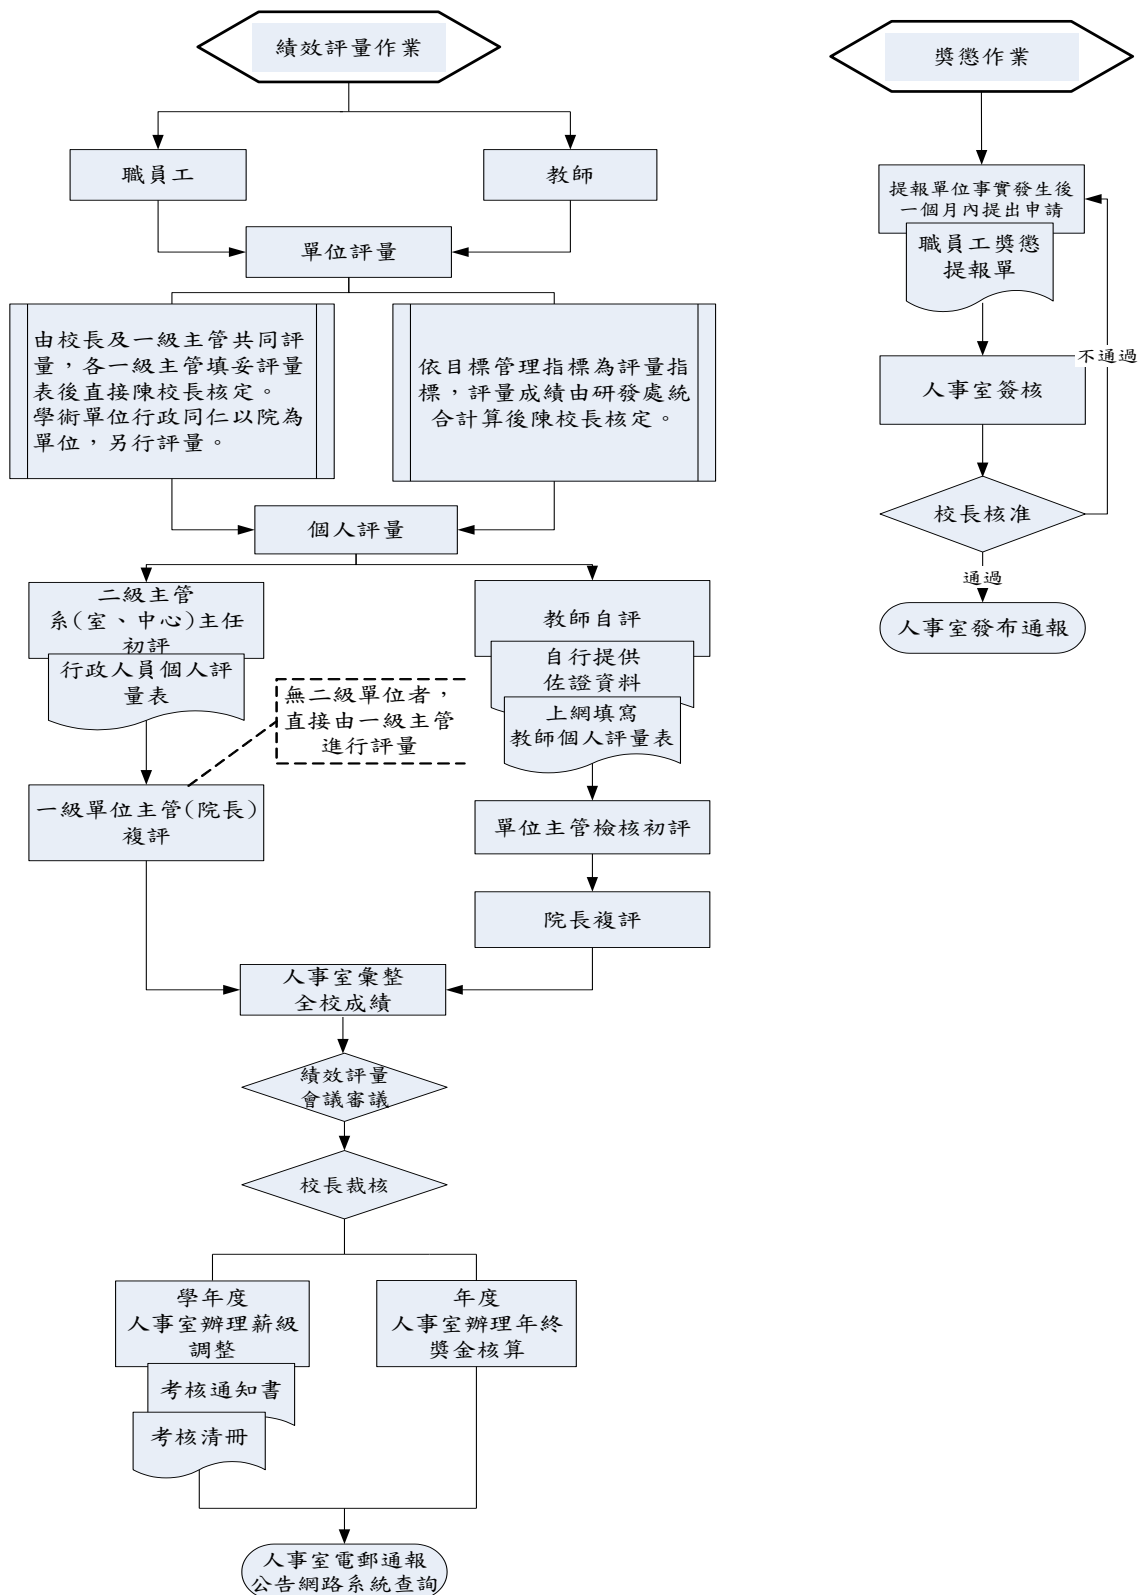 績效評量作業
職員工
教師
單位評量
由校長及一級主管共同評
量，各一級主管填妥評量
表後直接陳校長核定。
學術單位行政同仁以院為
單位，另行評量。
依目標管理指標為評量指
標，評量成績由研發處統
合計算後陳校長核定。
個人評量
二級主管
系(室、中心)主任
初評
行政人員個人評
量表
無二級單位者，
直接由一級主管
進行評量
一級單位主管(院長)
複評
教師自評
自行提供
佐證資料
上網填寫
教師個人評量表
單位主管檢核初評
院長複評
人事室彙整
全校成績
績效評量
會議審議
校長裁核
學年度
人事室辦理薪級
調整
考核通知書
考核清冊
年度
人事室辦理年終
獎金核算
人事室電郵通報
公告網路系統查詢
獎懲作業
提報單位事實發生後
一個月內提出申請
職員工獎懲
提報單
人事室簽核
不通過
校長核准
通過
人事室發布通報